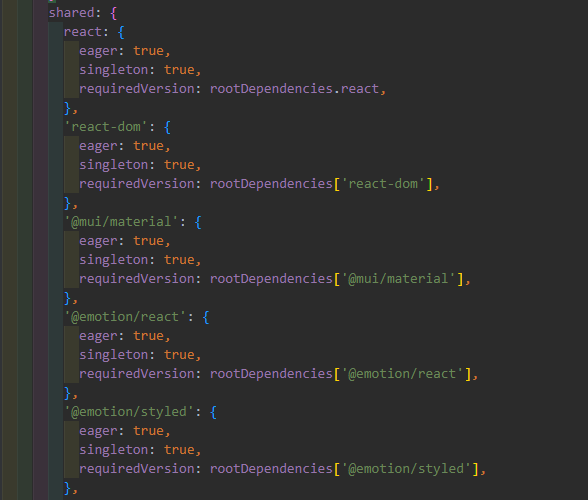 shared: {
react: {
eager: true,
singleton: true,
requiredVersion: rootDependencies.react,
},
'react-dom': {
eager: true,
singleton: true,
requiredVersion: rootDependencies['react-dom'],
},
'@mui/material': {
eager: true,
singleton: true,
requiredVersion: rootDependencies['@mui/material'],
},
'@emotion/react': {
eager: true,
singleton: true,
requiredVersion: rootDependencies['@emotion/react'],
},
'@emotion/styled': {
eager: true,
singleton: true,
requiredVersion: rootDependencies['@emotion/styled'],
},